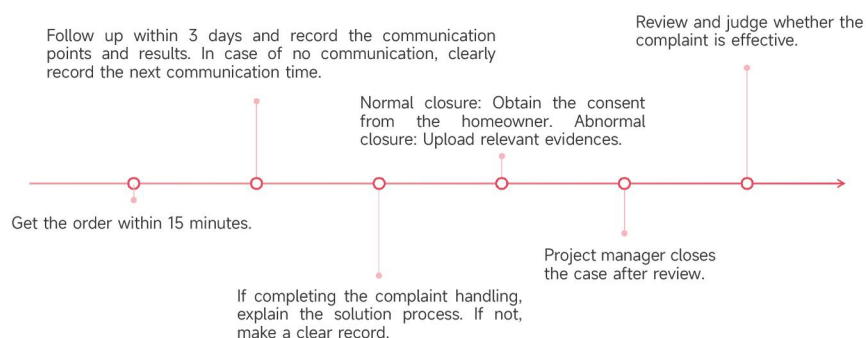 Get the order within 15 minutes.
Follow up within 3 days and record the communication
points and results. In case of no communication, clearly
record the next communication time.
If completing the complaint handling,
explain the solution process. If not,
make a clear record.
Normal closure: Obtain the consent
from the homeowner. Abnormal
closure: Upload relevant evidences.
Project manager closes
the case after review.
Review and judge whether the
complaint is effective.